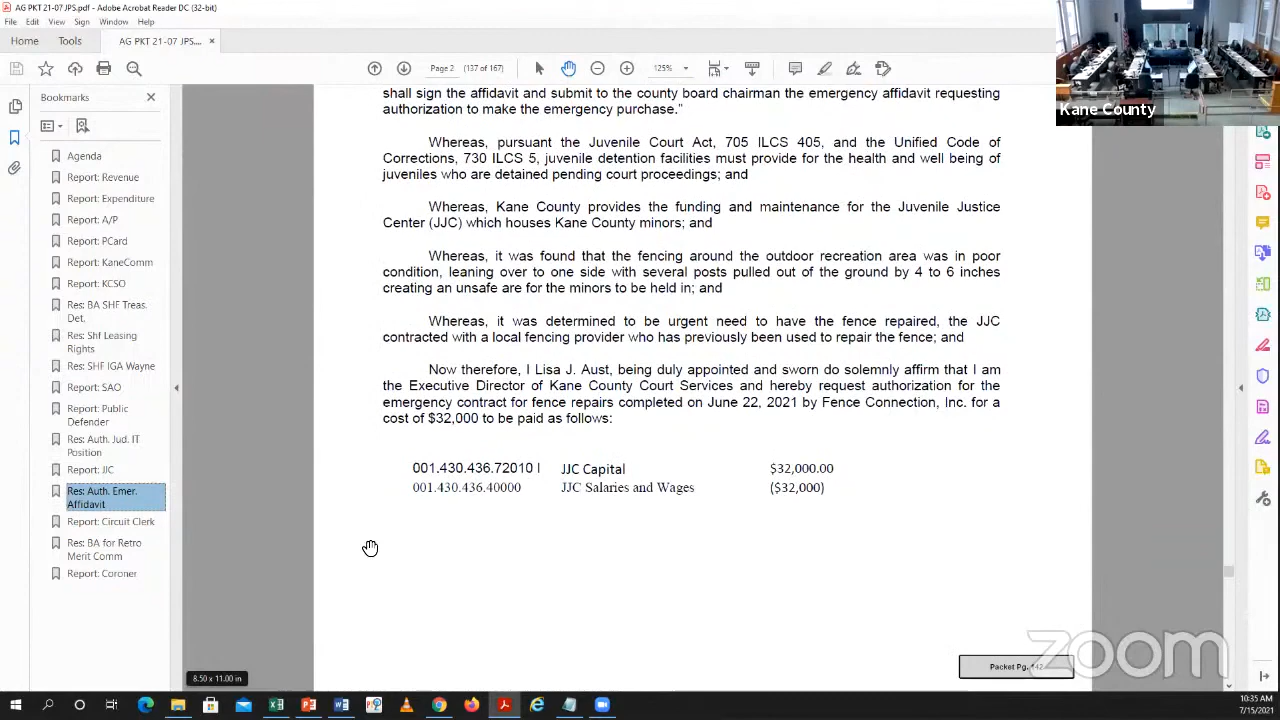 AG PKT 21-07 JPS.pdf - Adobe Acrobat Reader DC (32-bit)
File Edit View Sign Window Help
Home Tools AG PKT 21-07 JPS.... ×
Page 2 (137 of 167) 125%
Bookmarks
Agenda
Report: Revenue
Report: Expenditure
Report: A/P
Report: PCard
Report: KaneComm
Report: KCSO
Res: BA SHF Treas.
Det.
Res: Shf Leasing
Rights
Res: SHF IGA Wayne
Report: SAO
Report: Public
Defender
Res: Auth. Jud. IT
Position
Report: JJC
Res: Auth. Emer.
Affidavit
Report: Circuit Clerk
Res: BA for Retro
Merit Comm
Report: Coroner
shall sign the affidavit and submit to the county board chairman the emergency affidavit requesting
authorization to make the emergency purchase."
Whereas, pursuant the Juvenile Court Act, 705 ILCS 405, and the Unified Code of
Corrections, 730 ILCS 5, juvenile detention facilities must provide for the health and well being of
juveniles who are detained pending court proceedings; and
Whereas, Kane County provides the funding and maintenance for the Juvenile Justice
Center (JJC) which houses Kane County minors; and
Whereas, it was found that the fencing around the outdoor recreation area was in poor
condition, leaning over to one side with several posts pulled out of the ground by 4 to 6 inches
creating an unsafe are for the minors to be held in; and
Whereas, it was determined to be urgent need to have the fence repaired, the JJC
contracted with a local fencing provider who has previously been used to repair the fence; and
Now therefore, I Lisa J. Aust, being duly appointed and sworn do solemnly affirm that I am
the Executive Director of Kane County Court Services and hereby request authorization for the
emergency contract for fence repairs completed on June 22, 2021 by Fence Connection, Inc. for a
cost of $32,000 to be paid as follows:
001.430.436.72010 l JJC Capital $32,000.00
001.430.436.40000 JJC Salaries and Wages ($32,000)
Packet Pg. 142
8.50 x 11.00 in
Kane County
zoom
10:35 AM
7/15/2021